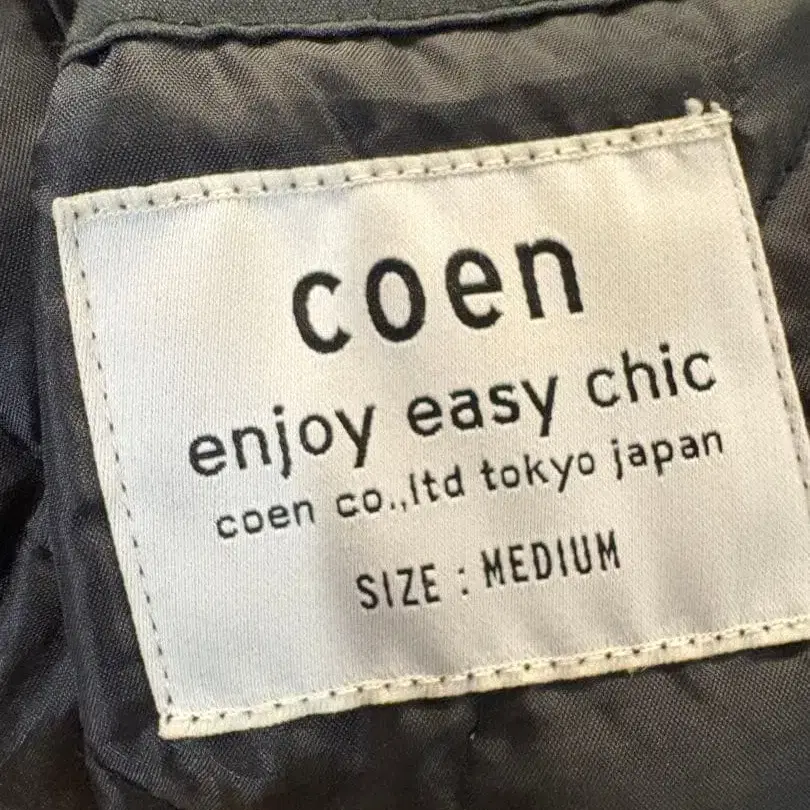 coen
enjoy easy chic
coen co.,ltd tokyo japan
SIZE : MEDIUM